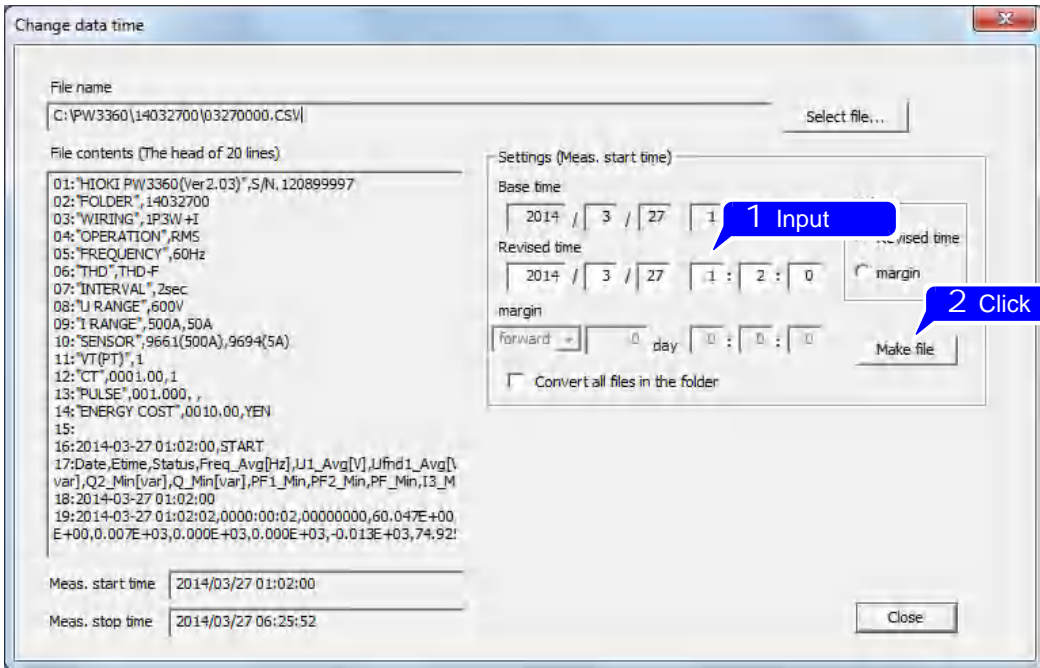 Change data time
File name
C:\PW3360\14032700\03270000.CSV
Select file...
File contents (The head of 20 lines)
01:"HIOKI PW3360(Ver2.03)",S/N,120899997
02:"FOLDER",14032700
03:"WIRING",1P3W+I
04:"OPERATION",RMS
05:"FREQUENCY",60Hz
06:"THD",THD-F
07:"INTERVAL",2sec
08:"U RANGE",600V
09:"I RANGE",500A,50A
10:"SENSOR",9661(500A),9694(5A)
11:"VT(PT)",1
12:"CT",0001.00,1
13:"PULSE",001.000, ,
14:"ENERGY COST",0010.00,YEN
15:
16:2014-03-27 01:02:00,START
17:Date,Etime,Status,Freq_Avg[Hz],U1_Avg[V],Ufnd1_Avg[
var],Q2_Min[var],Q_Min[var],PF1_Min,PF2_Min,PF_Min,I3_M
18:2014-03-27 01:02:00
19:2014-03-27 01:02:02,0000:00:02,00000000,60.047E+00
E+00,0.007E+03,0.000E+03,0.000E+03,-0.013E+03,74.92
Meas. start time 2014/03/27 01:02:00
Meas. stop time 2014/03/27 06:25:52
Settings (Meas. start time)
Base time
2014 / 3 / 27 1
1 Input
Revised time
2014 / 3 / 27 1 : 2 : 0
Revised time
margin
margin
forward 0 day 0 : 0 : 0
2 Click
Make file
Convert all files in the folder
Close